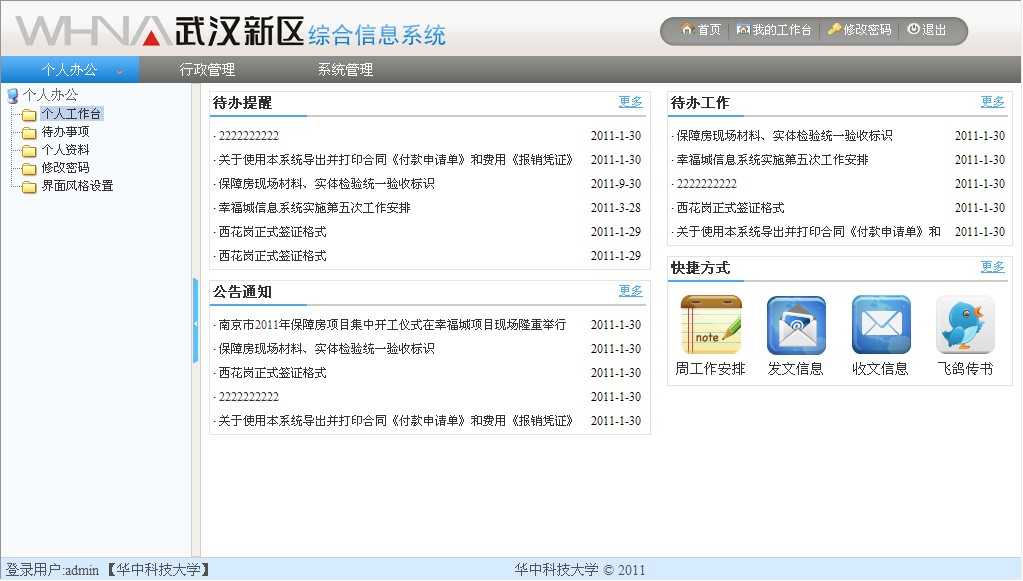 WHNA 武汉新区 综合信息系统
首页 我的工作台 修改密码 退出
个人办公 行政管理 系统管理
个人办公
个人工作台
待办事项
个人资料
修改密码
界面风格设置
待办提醒 更多
· 2222222222 2011-1-30
· 关于使用本系统导出并打印合同《付款申请单》和费用《报销凭证》 2011-1-30
· 保障房现场材料、实体检验统一验收标识 2011-9-30
· 幸福城信息系统实施第五次工作安排 2011-3-28
· 西花岗正式签证格式 2011-1-29
· 西花岗正式签证格式 2011-1-29
公告通知 更多
· 南京市2011年保障房项目集中开工仪式在幸福城项目现场隆重举行 2011-1-30
· 保障房现场材料、实体检验统一验收标识 2011-1-30
· 西花岗正式签证格式 2011-1-30
· 2222222222 2011-1-30
· 关于使用本系统导出并打印合同《付款申请单》和费用《报销凭证》 2011-1-30
待办工作 更多
· 保障房现场材料、实体检验统一验收标识 2011-1-30
· 幸福城信息系统实施第五次工作安排 2011-1-30
· 2222222222 2011-1-30
· 西花岗正式签证格式 2011-1-30
· 关于使用本系统导出并打印合同《付款申请单》和 2011-1-30
快捷方式 更多
note
周工作安排 发文信息 收文信息 飞鸽传书
登录用户:admin 【华中科技大学】 华中科技大学 © 2011